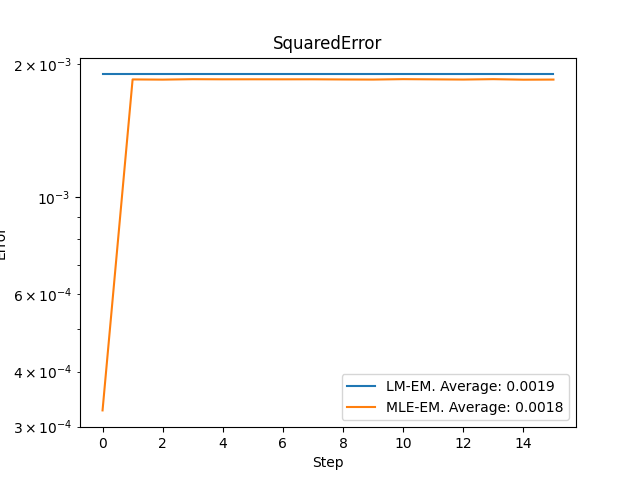 SquaredError
2 × 10⁻³
10⁻³
6 × 10⁻⁴
4 × 10⁻⁴
3 × 10⁻⁴
Error
LM-EM. Average: 0.0019
MLE-EM. Average: 0.0018
0 2 4 6 8 10 12 14
Step